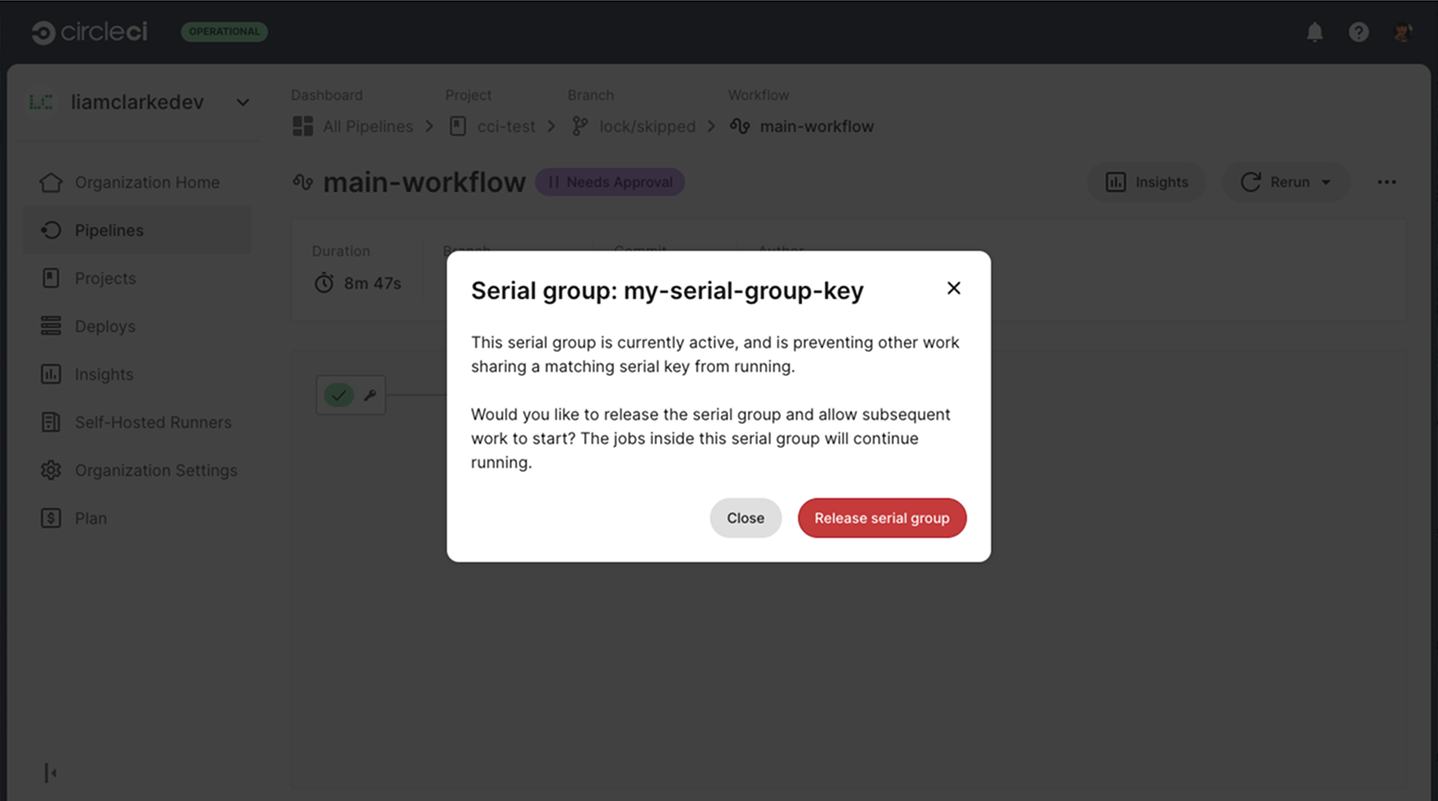 circleci
OPERATIONAL
LC liamclarkedev
Dashboard Project Branch Workflow
All Pipelines cci-test lock/skipped main-workflow
main-workflow Needs Approval
Insights Rerun
Organization Home
Pipelines
Projects
Deploys
Insights
Self-Hosted Runners
Organization Settings
Plan
Duration Branch Commit Author
8m 47s
Serial group: my-serial-group-key
This serial group is currently active, and is preventing other work
sharing a matching serial key from running.
Would you like to release the serial group and allow subsequent
work to start? The jobs inside this serial group will continue
running.
Close Release serial group